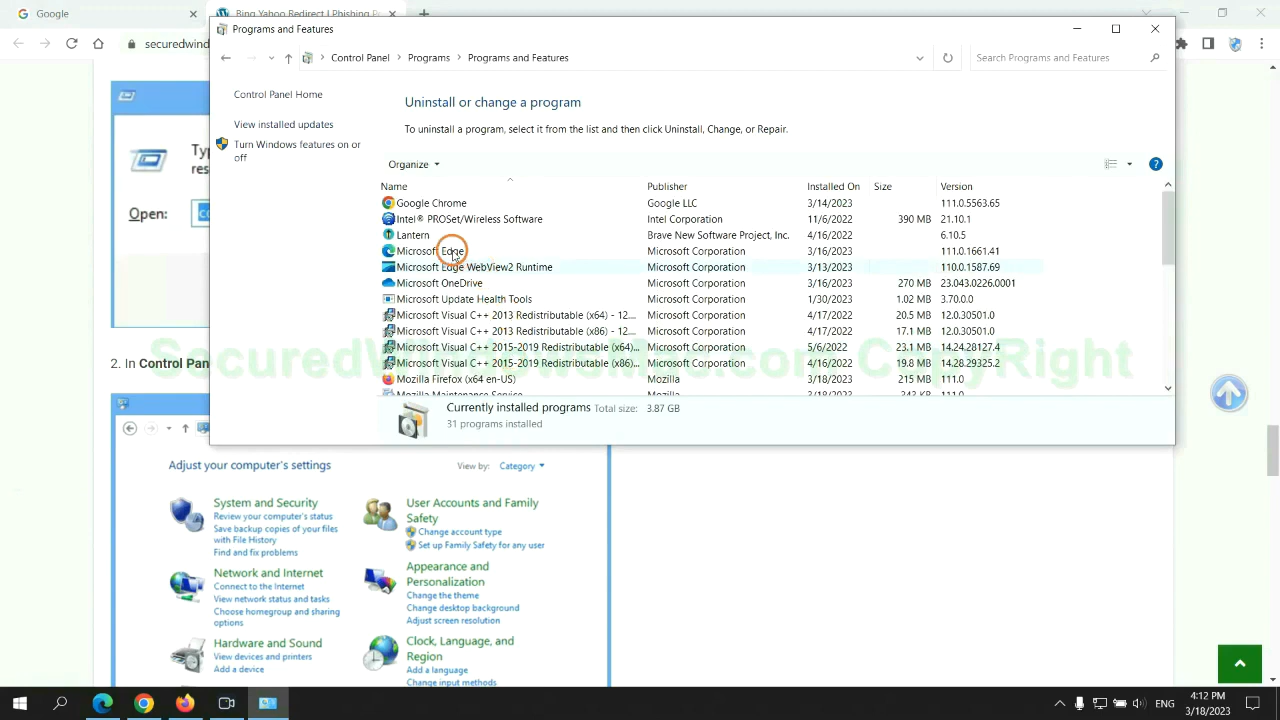 Google
Bing Yahoo Redirect | Phishing P
securedwind
Programs and Features
Control Panel
Programs
Programs and Features
Search Programs and Features
Control Panel Home
View installed updates
Turn Windows features on or
off
Uninstall or change a program
To uninstall a program, select it from the list and then click Uninstall, Change, or Repair.
Organize
Name Publisher Installed On Size Version
Google Chrome Google LLC 3/14/2023 111.0.5563.65
Intel® PROSet/Wireless Software Intel Corporation 11/6/2022 390 MB 21.10.1
Lantern Brave New Software Project, Inc. 4/16/2022 6.10.5
Microsoft Edge Microsoft Corporation 3/16/2023 111.0.1661.41
Microsoft Edge WebView2 Runtime Microsoft Corporation 3/13/2023 110.0.1587.69
Microsoft OneDrive Microsoft Corporation 3/16/2023 270 MB 23.043.0226.0001
Microsoft Update Health Tools Microsoft Corporation 1/30/2023 1.02 MB 3.70.0.0
Microsoft Visual C++ 2013 Redistributable (x64) - 12.... Microsoft Corporation 4/17/2022 20.5 MB 12.0.30501.0
Microsoft Visual C++ 2013 Redistributable (x86) - 12.... Microsoft Corporation 4/17/2022 17.1 MB 12.0.30501.0
Microsoft Visual C++ 2015-2019 Redistributable (x64)... Microsoft Corporation 5/6/2022 23.1 MB 14.24.28127.4
Microsoft Visual C++ 2015-2019 Redistributable (x86)... Microsoft Corporation 4/16/2022 19.8 MB 14.28.29325.2
Mozilla Firefox (x64 en-US) Mozilla 3/18/2023 215 MB 111.0
Mozilla Maintenance Service Mozilla 3/18/2023 343 KB 111.0
Currently installed programs Total size: 3.87 GB
31 programs installed
Typ
res
Open:
2. In Control Pan
Adjust your computer's settings
View by: Category
System and Security
Review your computer's status
Save backup copies of your files
with File History
Find and fix problems
User Accounts and Family
Safety
Change account type
Set up Family Safety for any user
Network and Internet
Connect to the Internet
View network status and tasks
Choose homegroup and sharing
options
Appearance and
Personalization
Change the theme
Change desktop background
Adjust screen resolution
Hardware and Sound
View devices and printers
Add a device
Clock, Language, and
Region
Add a language
Change input methods
ENG
4:12 PM
3/18/2023